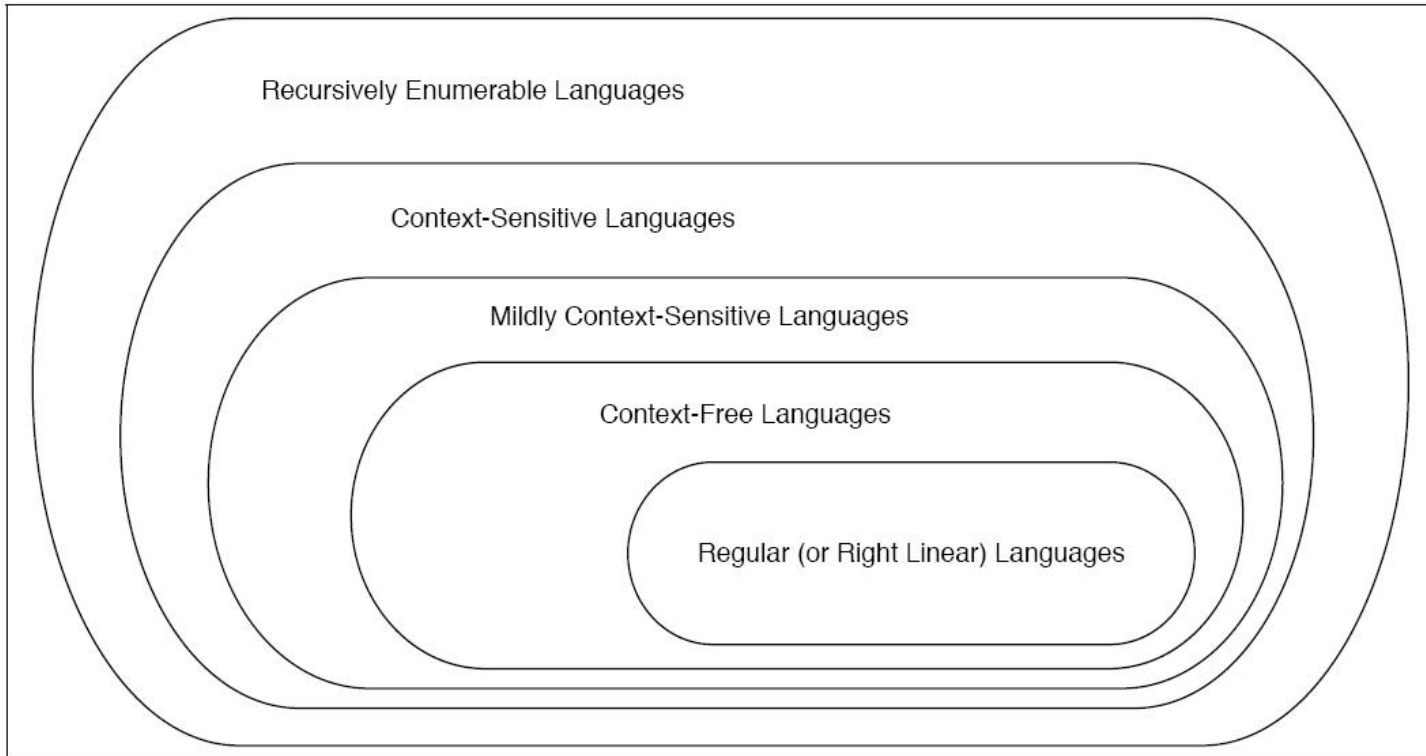 Recursively Enumerable Languages
Context-Sensitive Languages
Mildly Context-Sensitive Languages
Context-Free Languages
Regular (or Right Linear) Languages